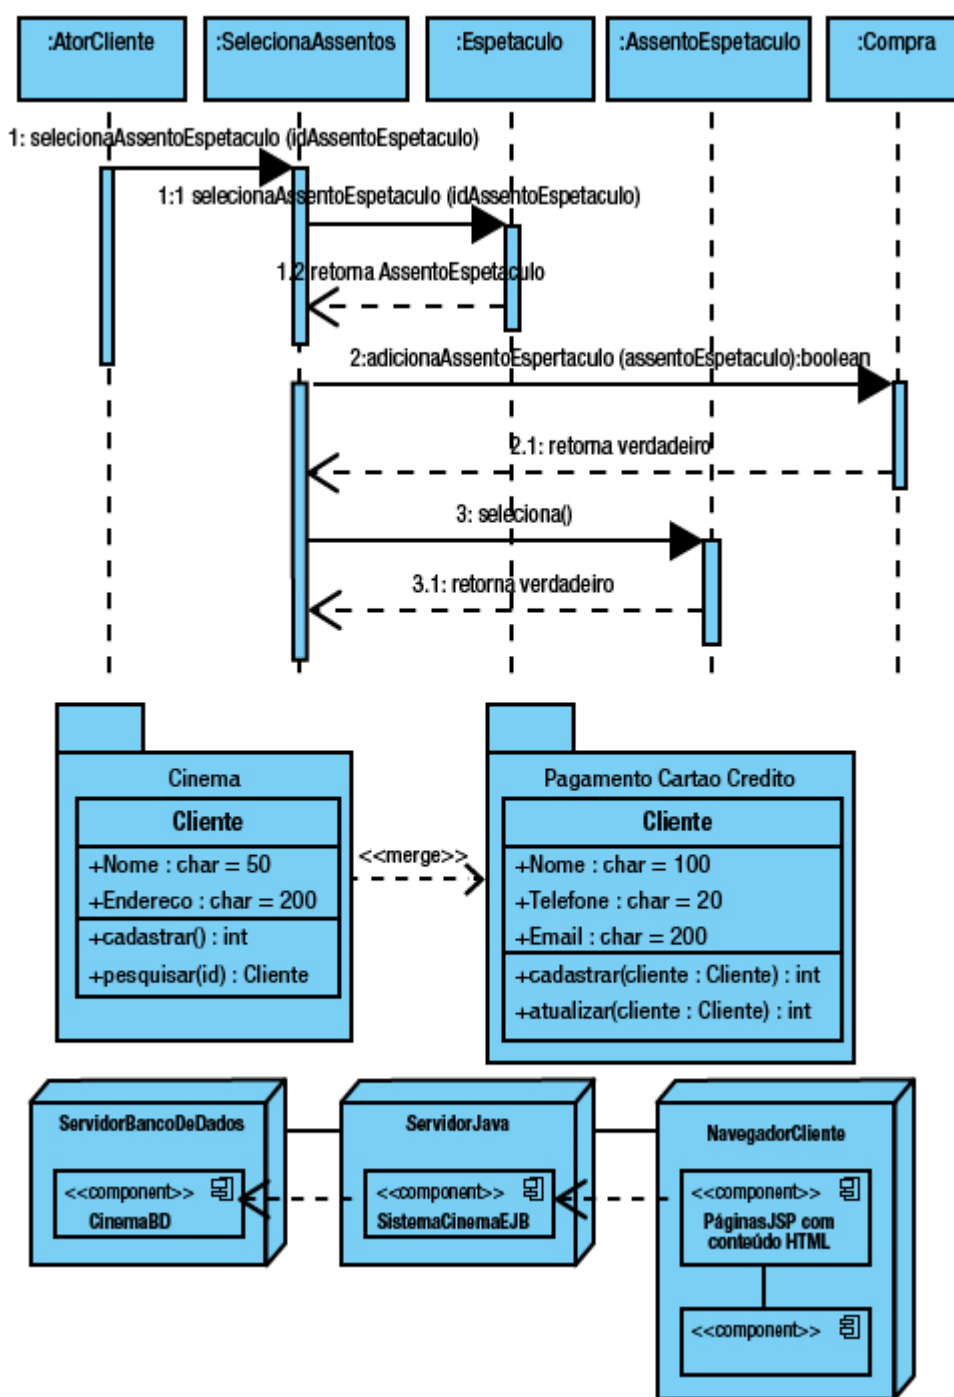 :AtorCliente :SelecionaAssentos :Espetaculo :AssentoEspetaculo :Compra
1: selecionaAssentoEspetaculo (idAssentoEspetaculo)
1:1 selecionaAssentoEspetaculo (idAssentoEspetaculo)
1.2 retorna AssentoEspetaculo
2:adicionaAssentoEspertaculo (assentoEspetaculo):boolean
2.1: retorna verdadeiro
3: seleciona()
3.1: retorna verdadeiro
Cinema
Cliente
+Nome : char = 50
+Endereco : char = 200
+cadastrar() : int
+pesquisar(id) : Cliente
<<merge>>
Pagamento Cartao Credito
Cliente
+Nome : char = 100
+Telefone : char = 20
+Email : char = 200
+cadastrar(cliente : Cliente) : int
+atualizar(cliente : Cliente) : int
ServidorBancoDeDados
<<component>>
CinemaBD
ServidorJava
<<component>>
SistemaCinemaEJB
NavegadorCliente
<<component>>
PáginasJSP com
conteúdo HTML
<<component>>